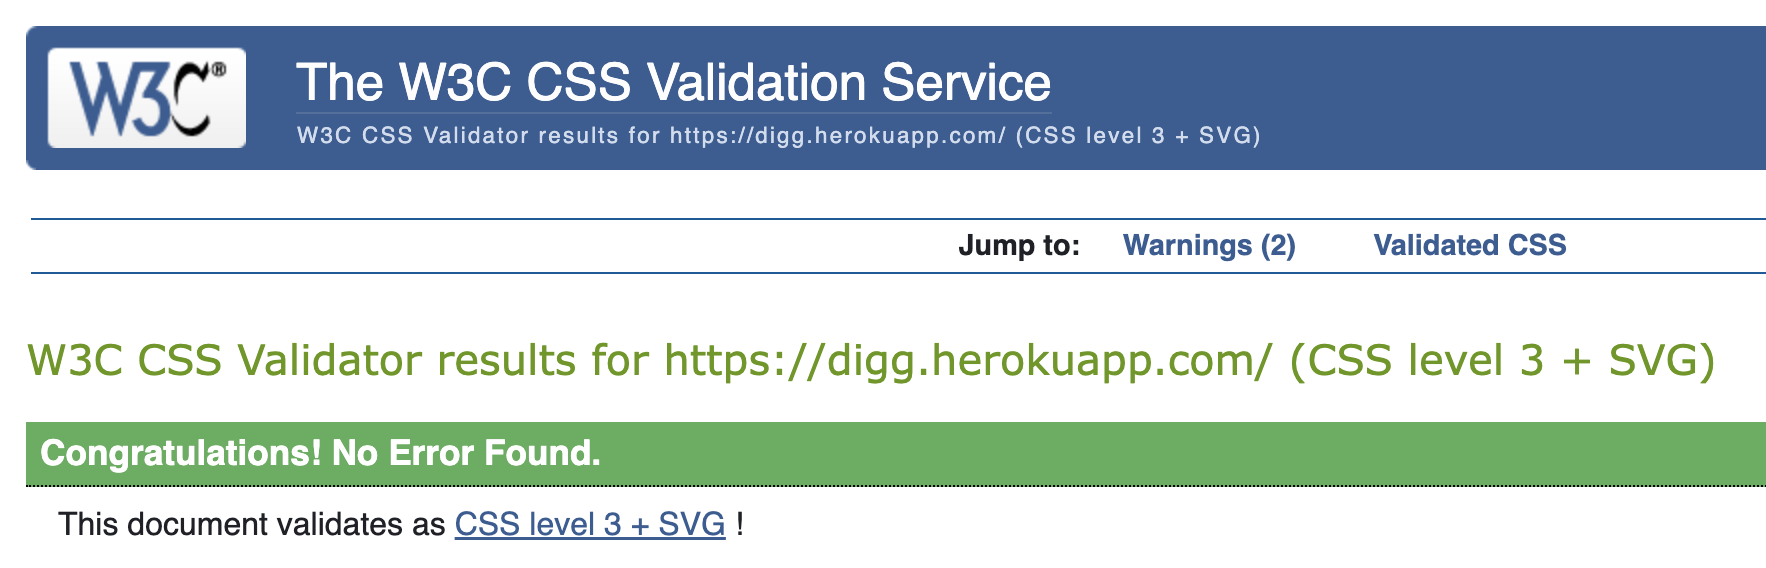 W3C®
The W3C CSS Validation Service
W3C CSS Validator results for https://digg.herokuapp.com/ (CSS level 3 + SVG)
Jump to: Warnings (2) Validated CSS
W3C CSS Validator results for https://digg.herokuapp.com/ (CSS level 3 + SVG)
Congratulations! No Error Found.
This document validates as CSS level 3 + SVG !